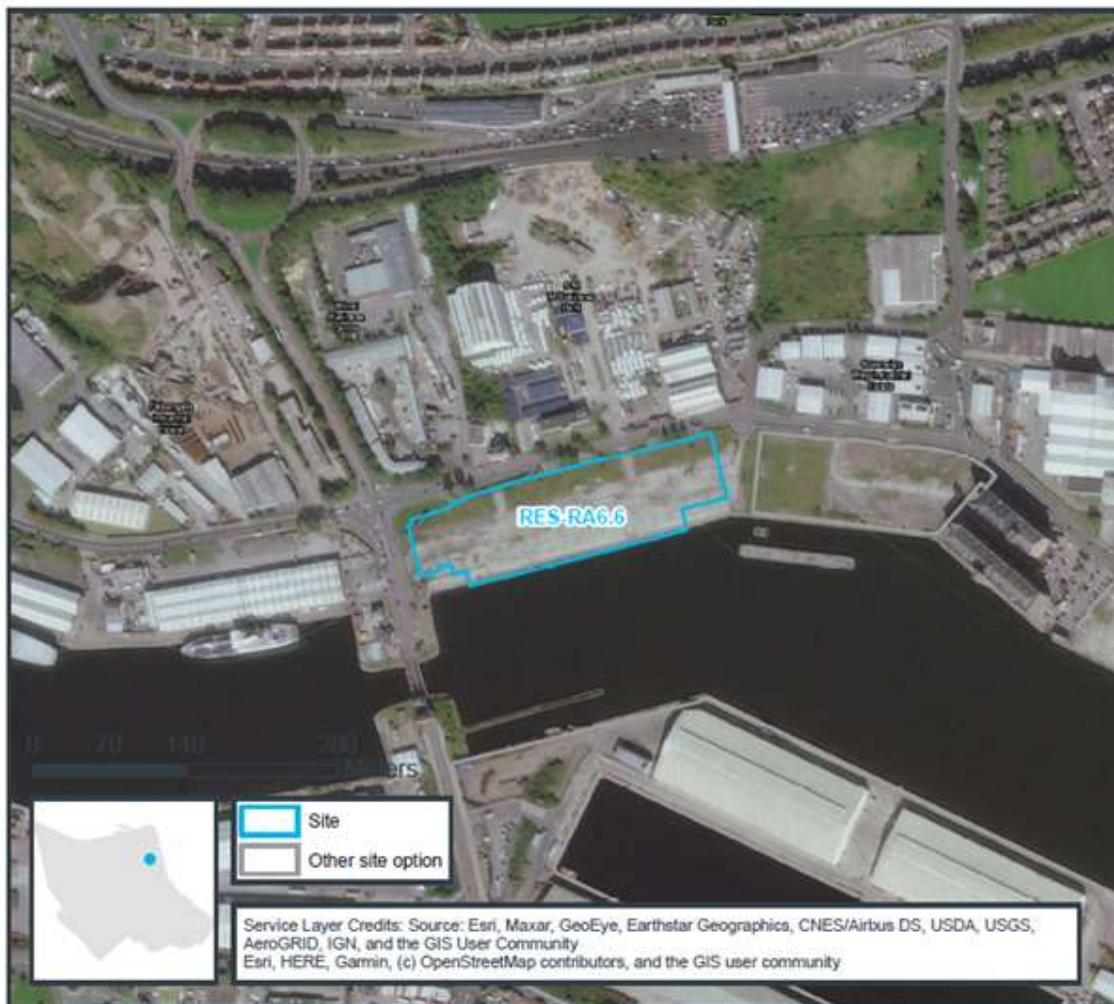 RES-RA6.6
0 70 140 280
Meters
Site
Other site option
Service Layer Credits: Source: Esri, Maxar, GeoEye, Earthstar Geographics, CNES/Airbus DS, USDA, USGS,
AeroGRID, IGN, and the GIS User Community
Esri, HERE, Garmin, (c) OpenStreetMap contributors, and the GIS user community